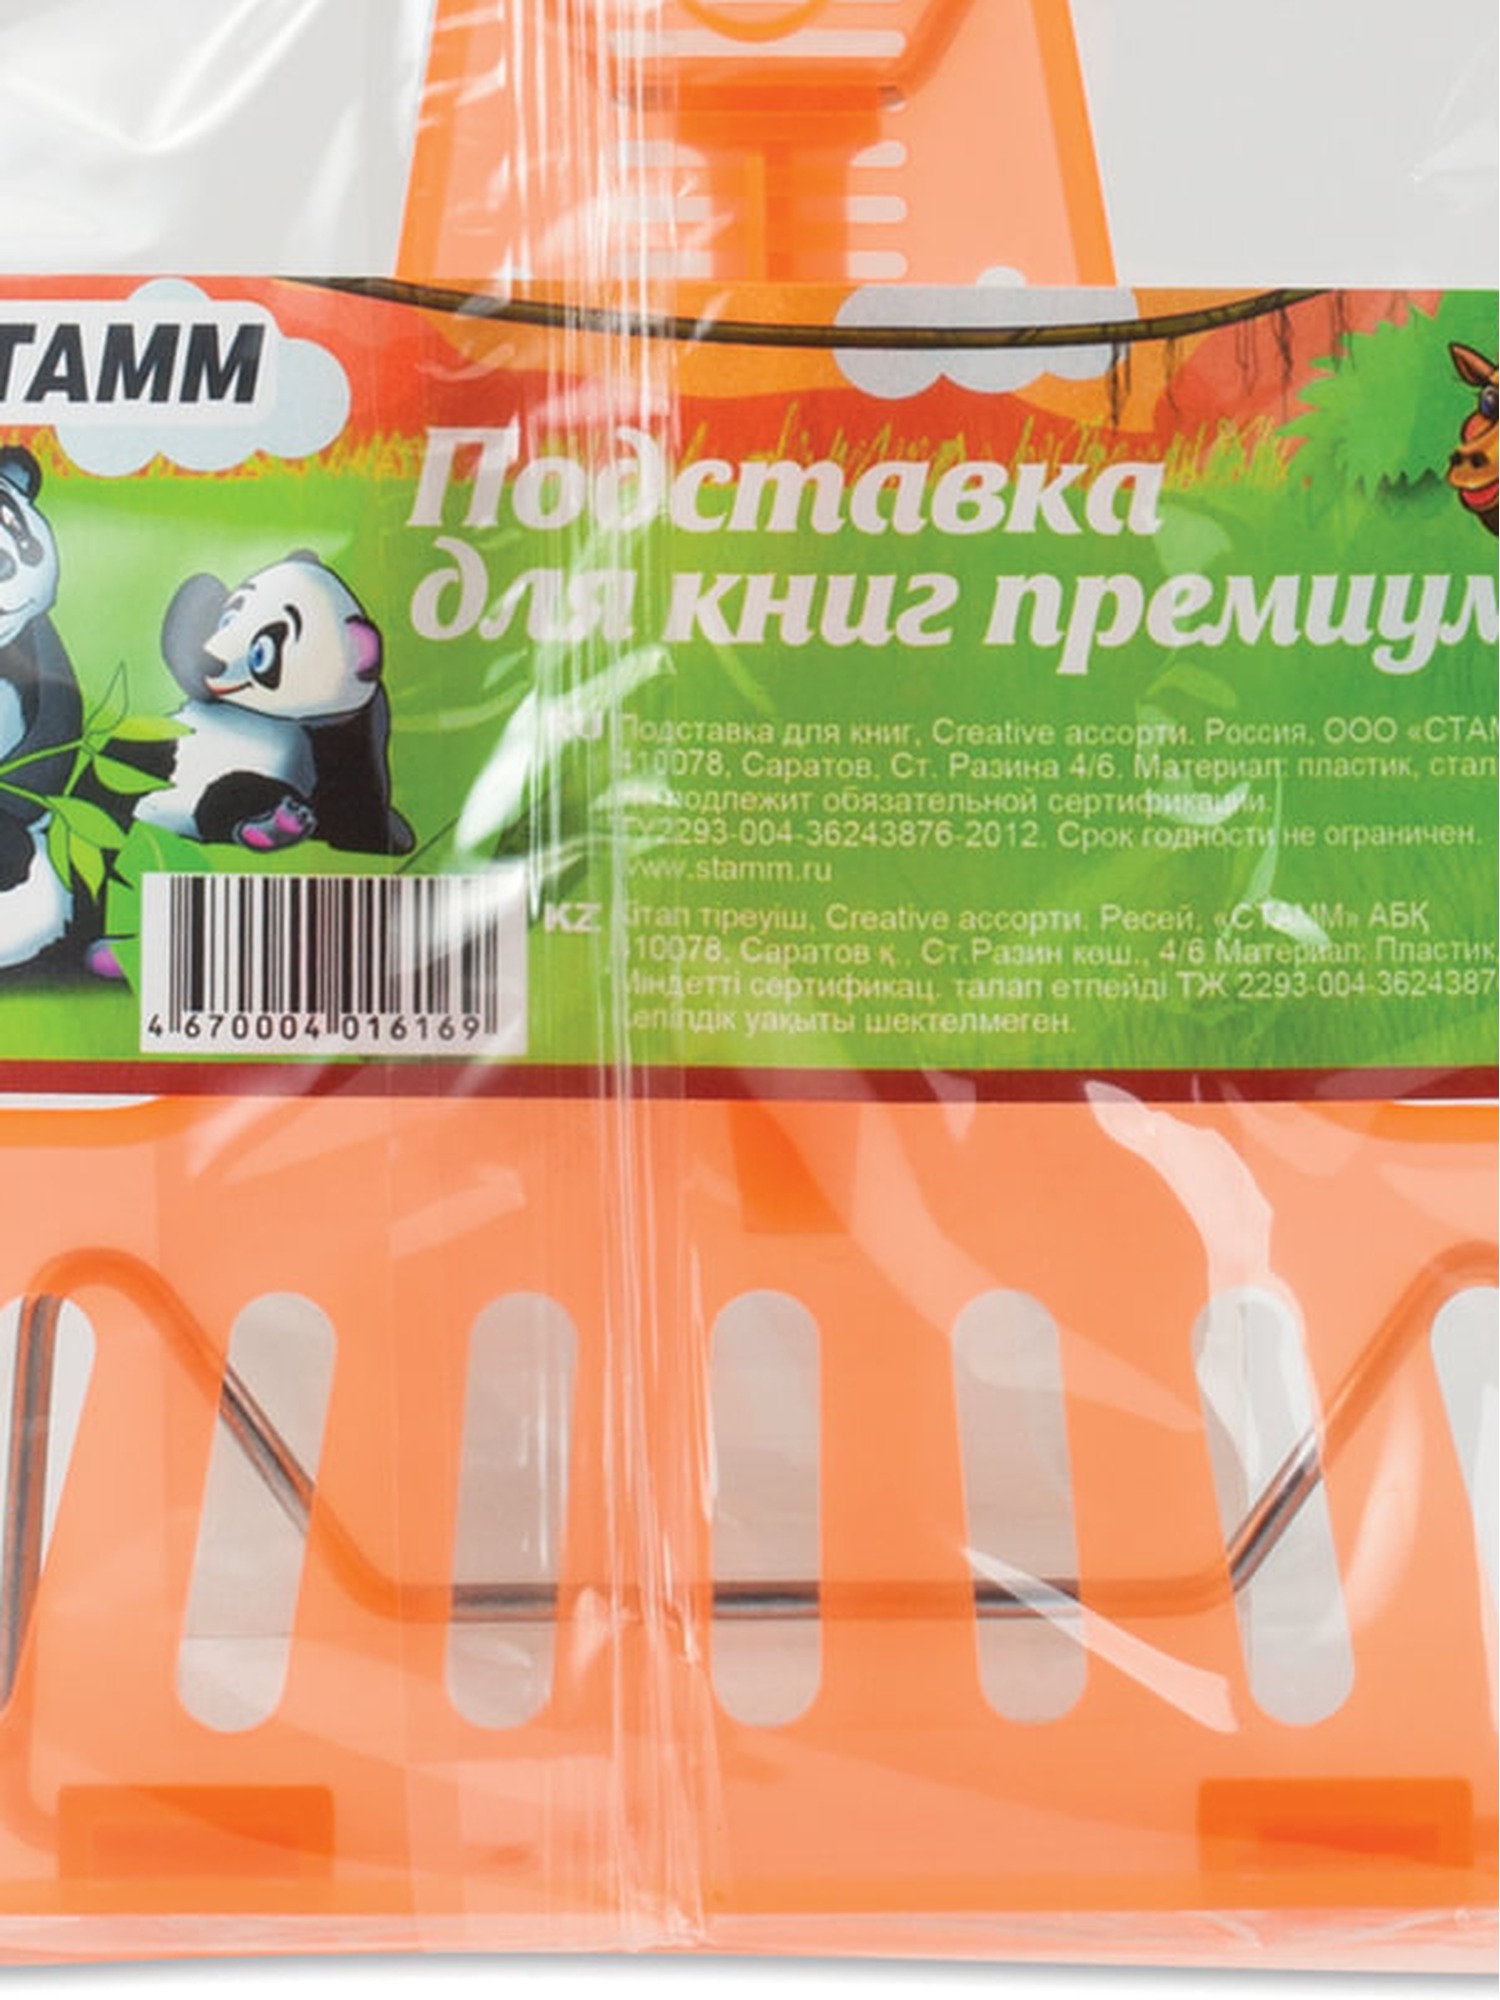 СТАММ
Подставка
для книг премиум
RU Подставка для книг, Creative ассорти. Россия, ООО «СТАМ
410078, Саратов, Ст. Разина 4/6. Материал: пластик, стал
подлежит обязательной сертификации.
ТУ2293-004-36243876-2012. Срок годности не ограничен.
www.stamm.ru
KZ Кітап тіреуіш, Creative ассорти. Ресей, «СТАММ» АБҚ
410078, Саратов қ., Ст.Разин көш., 4/6 Материал: Пластик,
Міндетті сертификац. талап етпейді ТЖ 2293-004-3624387
Кепілдік уақыты шектелмеген.
4 670004 016169